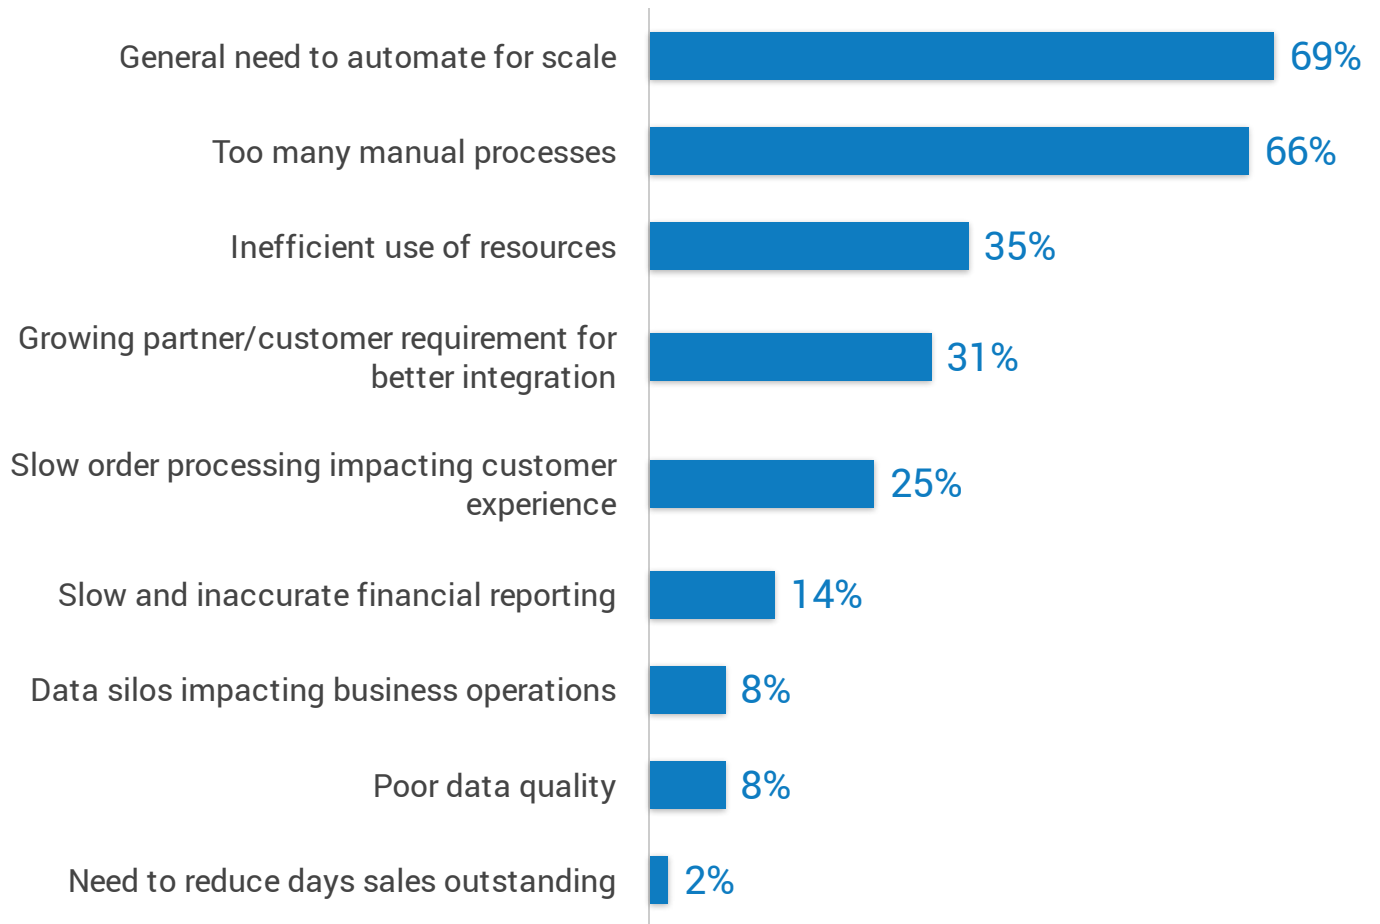 General need to automate for scale 69%
Too many manual processes 66%
Inefficient use of resources 35%
Growing partner/customer requirement for
better integration 31%
Slow order processing impacting customer
experience 25%
Slow and inaccurate financial reporting 14%
Data silos impacting business operations 8%
Poor data quality 8%
Need to reduce days sales outstanding 2%